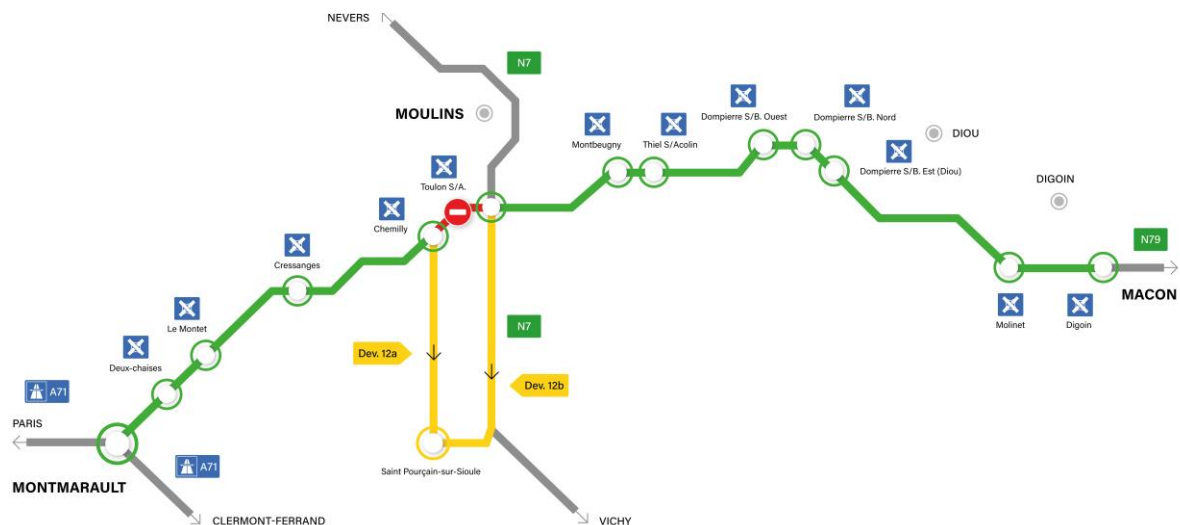 NEVERS
N7
MOULINS
Dompierre S/B. Ouest
Dompierre S/B. Nord
DIOU
Montbeugny
Thiel S/Acolin
Dompierre S/B. Est (Diou)
Toulon S/A.
DIGOIN
Chemilly
N79
Cressanges
MACON
Le Montet
Molinet
Digoin
N7
Dev. 12a
Deux-chaises
Dev. 12b
A71
PARIS
Saint Pourçain-sur-Sioule
A71
MONTMARAULT
CLERMONT-FERRAND
VICHY